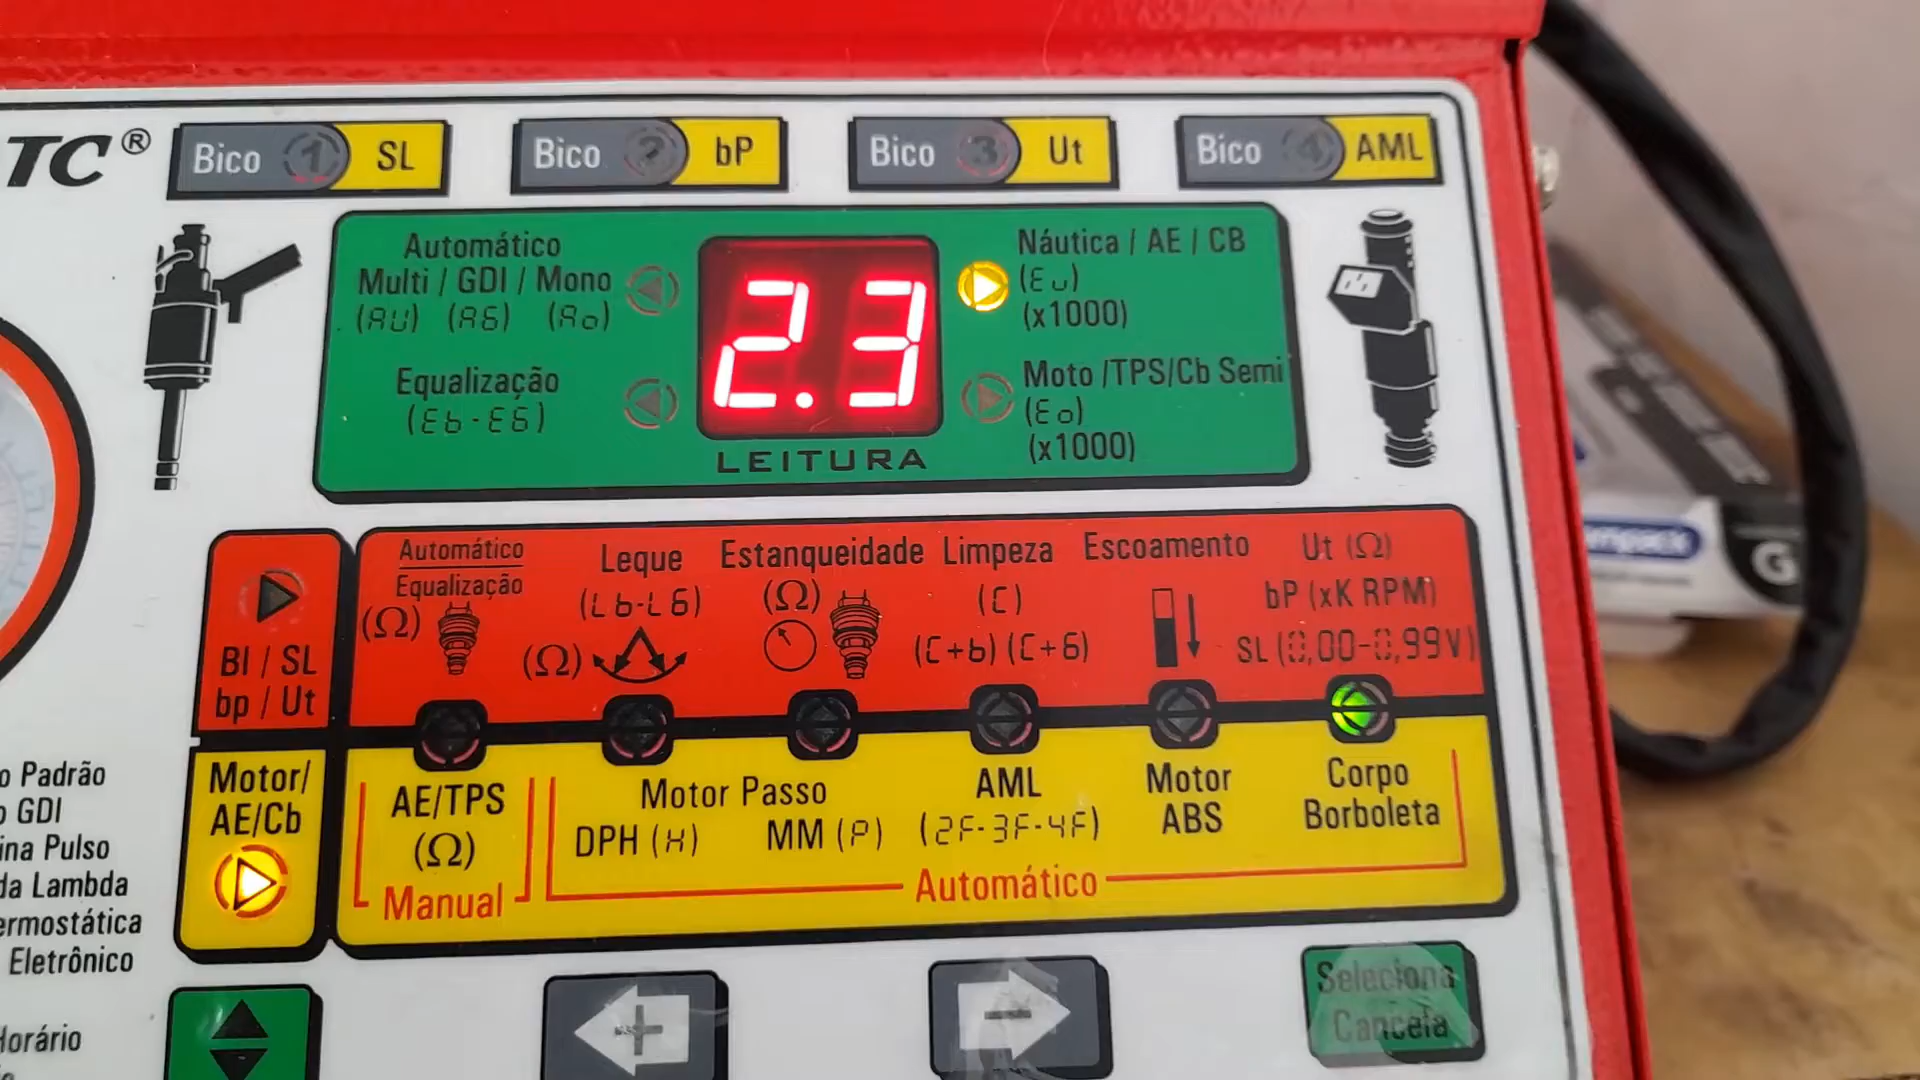 TC®
Bico 1 SL
Bico 2 bP
Bico 3 Ut
Bico 4 AML
Automático
Multi / GDI / Mono
(AU) (A6) (Ao)
Equalização
(Eb-E6)
2.3
LEITURA
Náutica / AE / CB
(Eu)
(x1000)
Moto /TPS/Cb Semi
(Eo)
(x1000)
BI / SL
bp / Ut
Automático
Equalização
(Ω)
Leque
(Lb-L6)
(Ω)
Estanqueidade
(Ω)
Limpeza
(C)
(C+b) (C+6)
Escoamento
Ut (Ω)
bP (xK RPM)
SL (0,00-0,99V)
Motor/
AE/Cb
AE/TPS
(Ω)
Manual
Motor Passo
DPH (H) MM (P)
AML
(2F-3F-4F)
Motor
ABS
Corpo
Borboleta
Automático
o Padrão
GDI
ina Pulso
da Lambda
ermostática
Eletrônico
Horário
+
-
Seleciona
Cancela
G